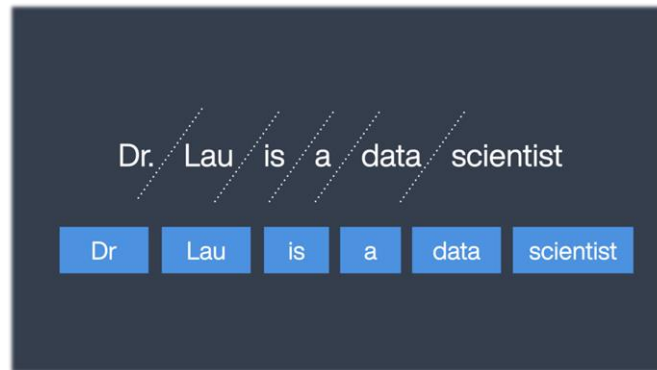 Dr. Lau is a data scientist
Dr Lau is a data scientist